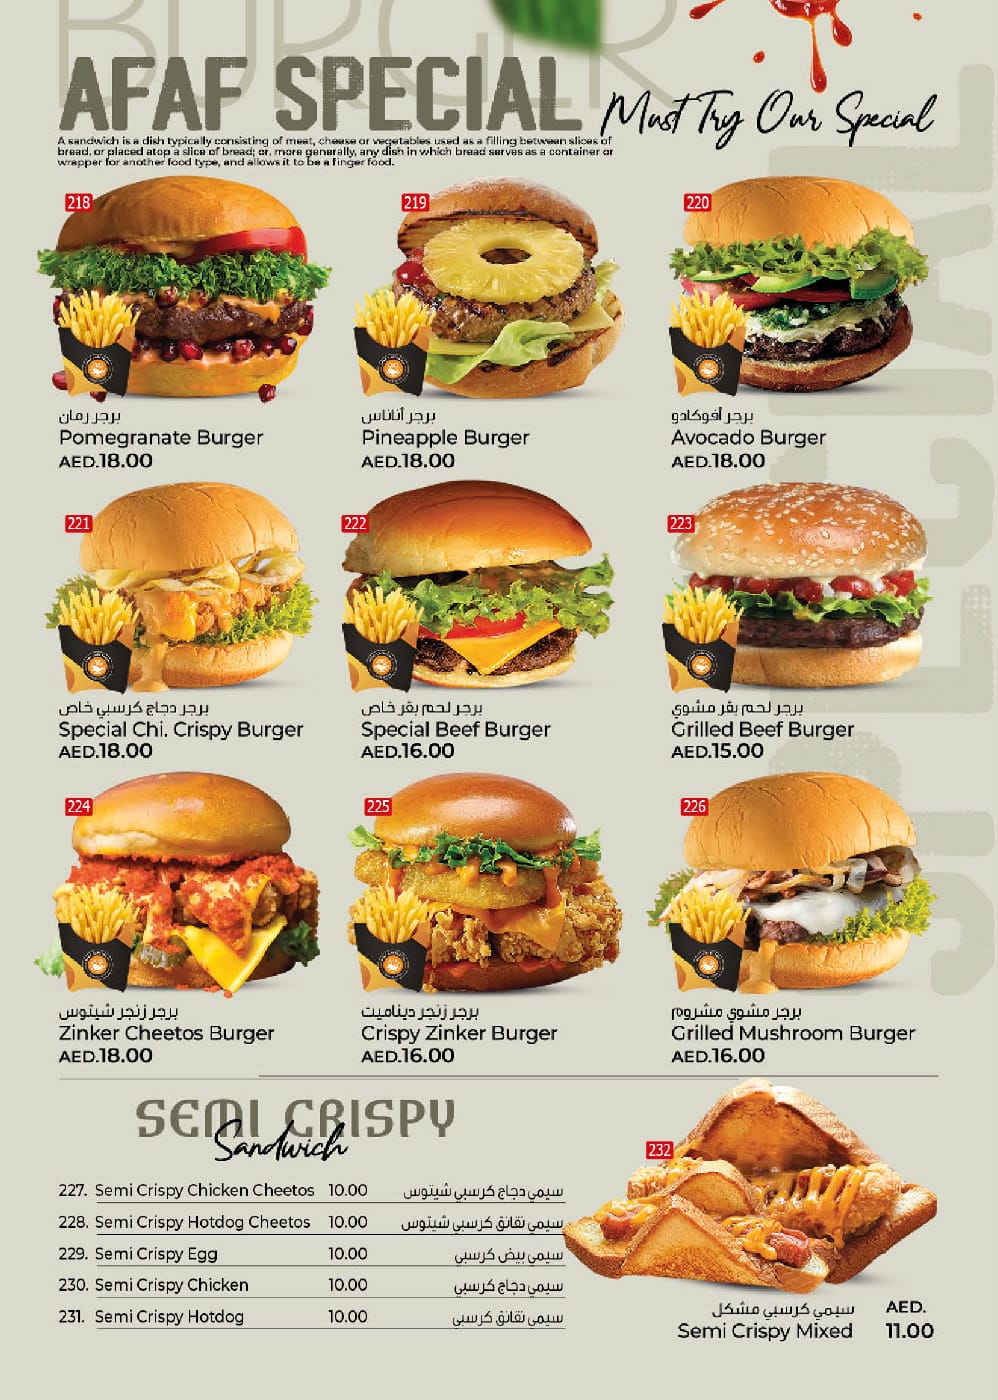 BURGER
AFAF SPECIAL
Must Try Our Special
A sandwich is a dish typically consisting of meat, cheese or vegetables used as a filling between slices of
bread, or placed atop a slice of bread; or, more generally, any dish in which bread serves as a container or
wrapper for another food type, and allows it to be a finger food.
SPECIAL
218
برجر رمان
Pomegranate Burger
AED.18.00
219
برجر أناناس
Pineapple Burger
AED.18.00
220
برجر أفوكادو
Avocado Burger
AED.18.00
221
برجر دجاج كرسبي خاص
Special Chi. Crispy Burger
AED.18.00
222
برجر لحم بقر خاص
Special Beef Burger
AED.16.00
223
برجر لحم بقر مشوي
Grilled Beef Burger
AED.15.00
224
برجر زنجر شيتوس
Zinker Cheetos Burger
AED.18.00
225
برجر زنجر ديناميت
Crispy Zinker Burger
AED.16.00
226
برجر مشوي مشروم
Grilled Mushroom Burger
AED.16.00
SEMI CRISPY
Sandwich
227. Semi Crispy Chicken Cheetos 10.00 سيمي دجاج كرسبي شيتوس
228. Semi Crispy Hotdog Cheetos 10.00 سيمي نقانق كرسبي شيتوس
229. Semi Crispy Egg 10.00 سيمي بيض كرسبي
230. Semi Crispy Chicken 10.00 سيمي دجاج كرسبي
231. Semi Crispy Hotdog 10.00 سيمي نقانق كرسبي
232
سيمي كرسبي مشكل AED.
Semi Crispy Mixed 11.00